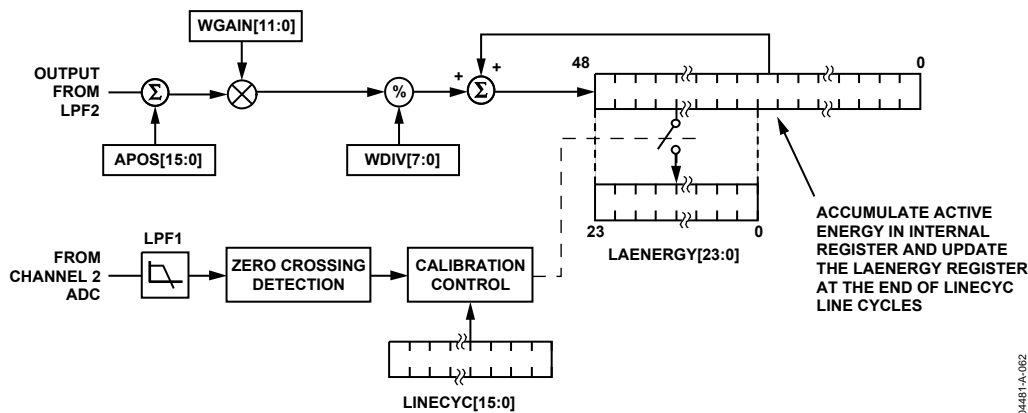 WGAIN[11:0]
OUTPUT
FROM
LPF2
Σ
%
+
+
Σ
48
0
APOS[15:0]
WDIV[7:0]
23
0
LAENERGY[23:0]
ACCUMULATE ACTIVE
ENERGY IN INTERNAL
REGISTER AND UPDATE
THE LAENERGY REGISTER
AT THE END OF LINECYC
LINE CYCLES
FROM
CHANNEL 2
ADC
LPF1
ZERO CROSSING
DETECTION
CALIBRATION
CONTROL
LINECYC[15:0]
04481-A-062